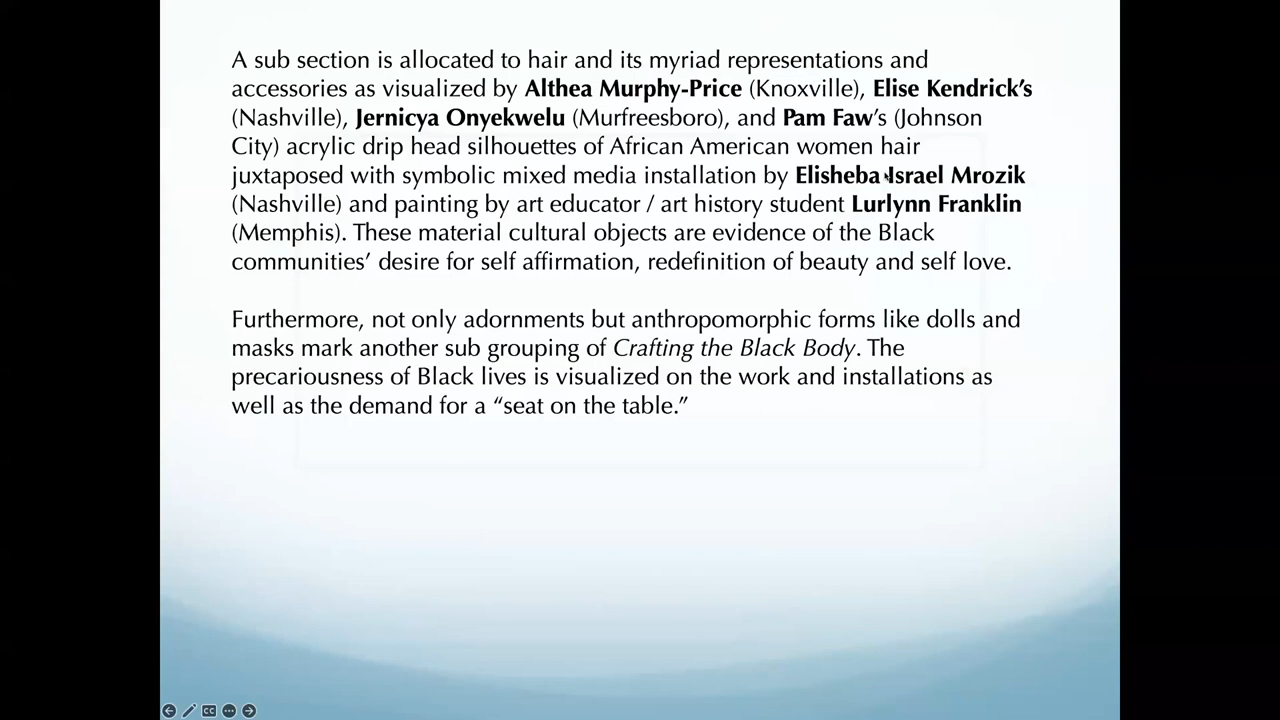 A sub section is allocated to hair and its myriad representations and
accessories as visualized by Althea Murphy-Price (Knoxville), Elise Kendrick’s
(Nashville), Jernicya Onyekwelu (Murfreesboro), and Pam Faw’s (Johnson
City) acrylic drip head silhouettes of African American women hair
juxtaposed with symbolic mixed media installation by Elisheba Israel Mrozik
(Nashville) and painting by art educator / art history student Lurlynn Franklin
(Memphis). These material cultural objects are evidence of the Black
communities’ desire for self affirmation, redefinition of beauty and self love.
Furthermore, not only adornments but anthropomorphic forms like dolls and
masks mark another sub grouping of Crafting the Black Body. The
precariousness of Black lives is visualized on the work and installations as
well as the demand for a “seat on the table.”
CC